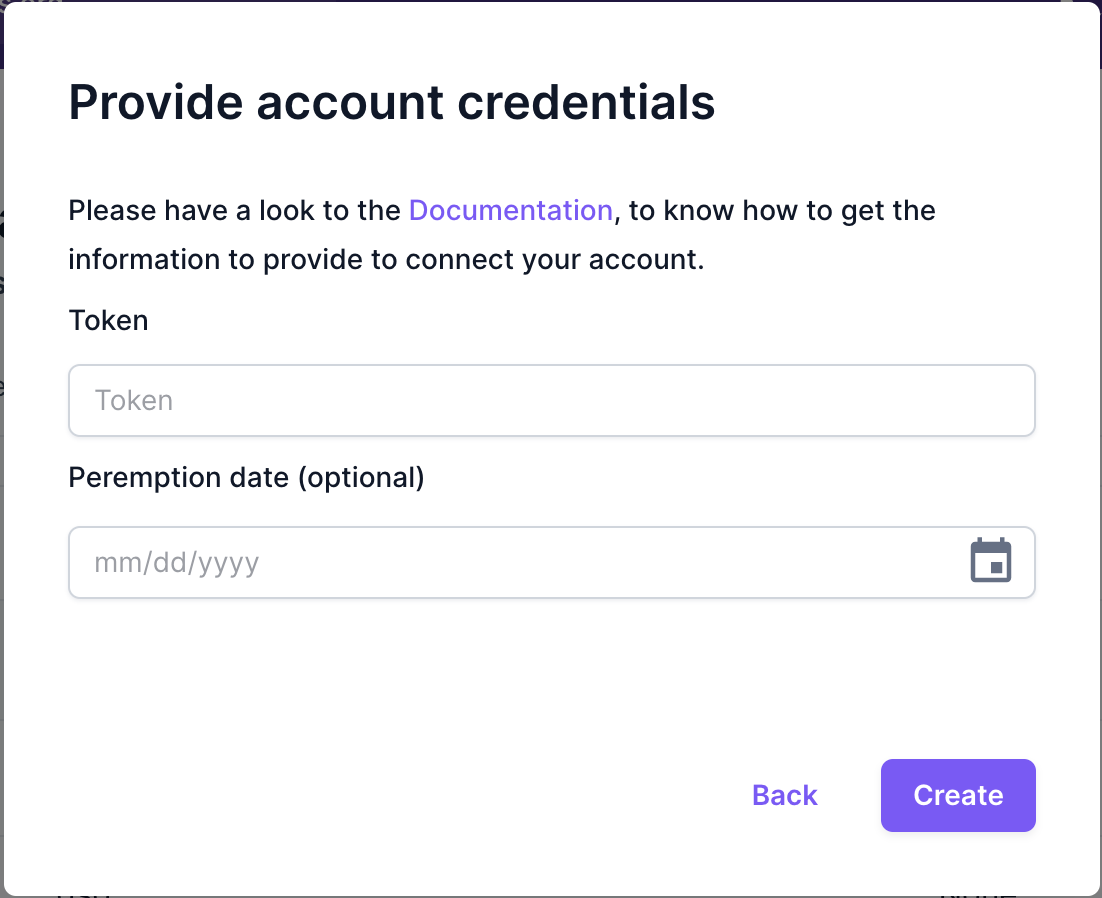 Provide account credentials
Please have a look to the Documentation, to know how to get the
information to provide to connect your account.
Token
Token
Peremption date (optional)
mm/dd/yyyy
Back
Create